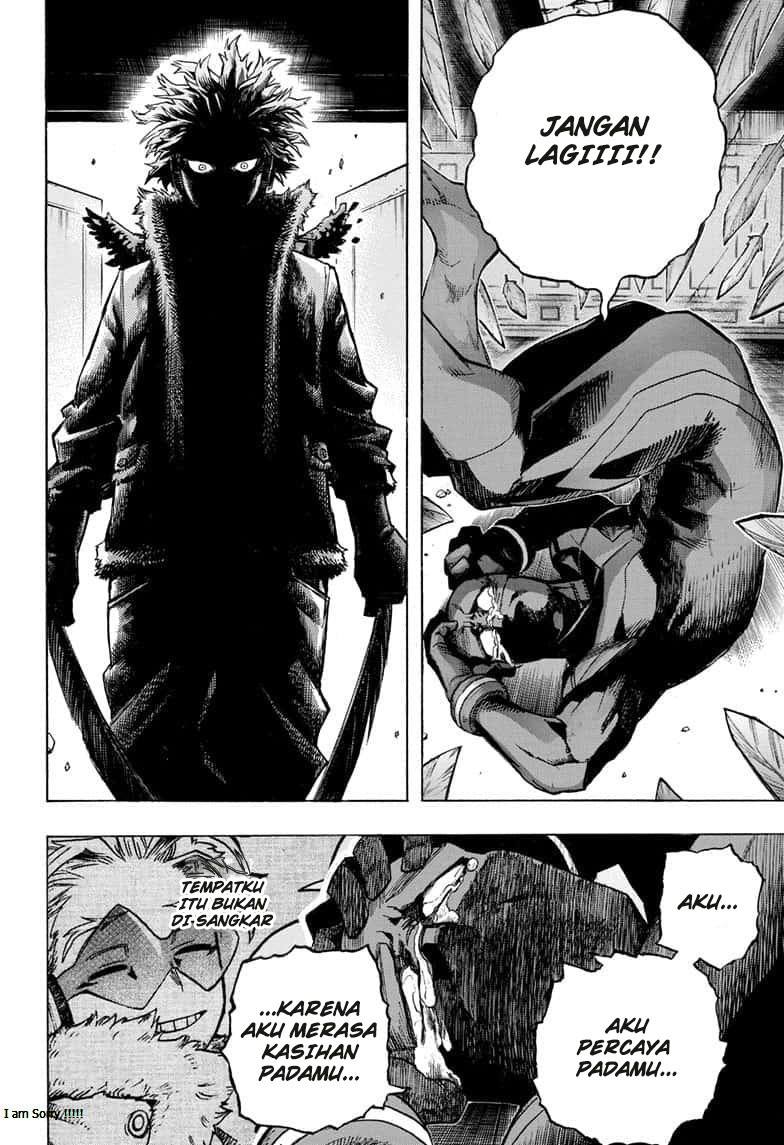 JANGAN
LAGIIII!!
AKU...
AKU
PERCAYA
PADAMU...
...KARENA
AKU MERASA
KASIHAN
PADAMU...
TEMPATKU
ITU BUKAN
DI SANGKAR
I am Sorry !!!!!